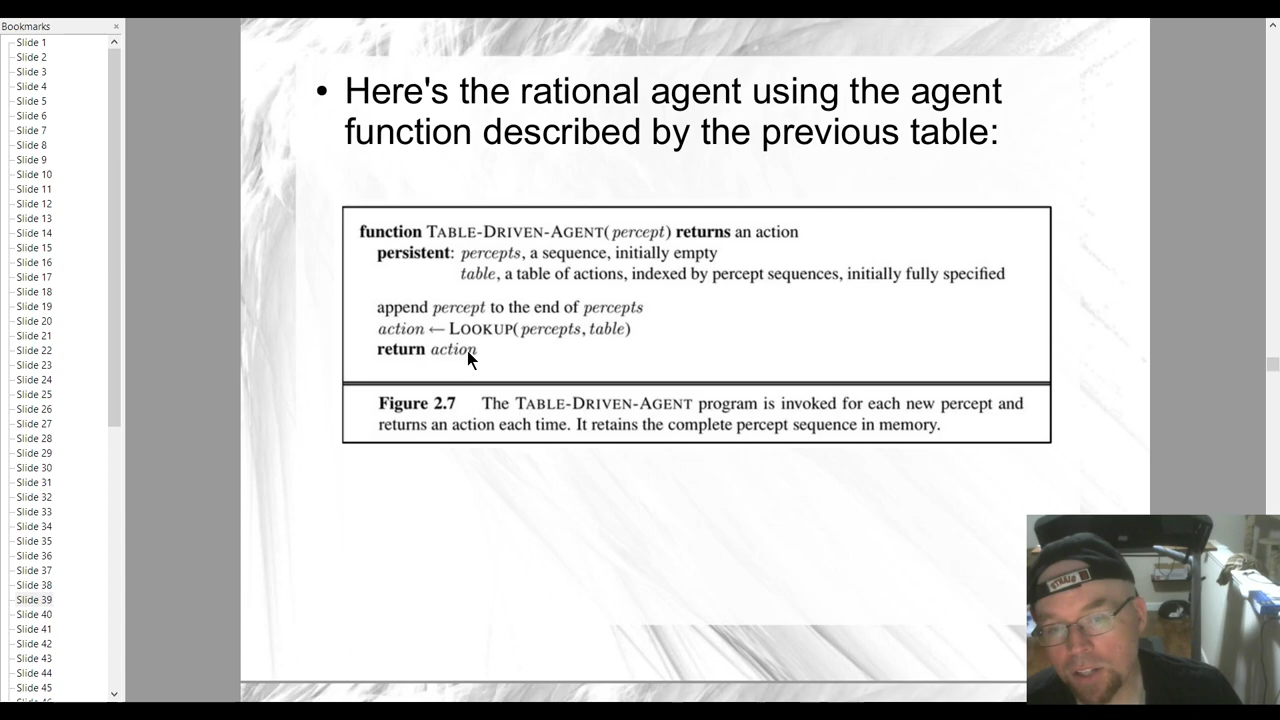 Bookmarks
Slide 1
Slide 2
Slide 3
Slide 4
Slide 5
Slide 6
Slide 7
Slide 8
Slide 9
Slide 10
Slide 11
Slide 12
Slide 13
Slide 14
Slide 15
Slide 16
Slide 17
Slide 18
Slide 19
Slide 20
Slide 21
Slide 22
Slide 23
Slide 24
Slide 25
Slide 26
Slide 27
Slide 28
Slide 29
Slide 30
Slide 31
Slide 32
Slide 33
Slide 34
Slide 35
Slide 36
Slide 37
Slide 38
Slide 39
Slide 40
Slide 41
Slide 42
Slide 43
Slide 44
Slide 45
• Here's the rational agent using the agent
function described by the previous table:
function TABLE-DRIVEN-AGENT(percept) returns an action
persistent: percepts, a sequence, initially empty
table, a table of actions, indexed by percept sequences, initially fully specified
append percept to the end of percepts
action ← LOOKUP(percepts, table)
return action
Figure 2.7 The TABLE-DRIVEN-AGENT program is invoked for each new percept and
returns an action each time. It retains the complete percept sequence in memory.